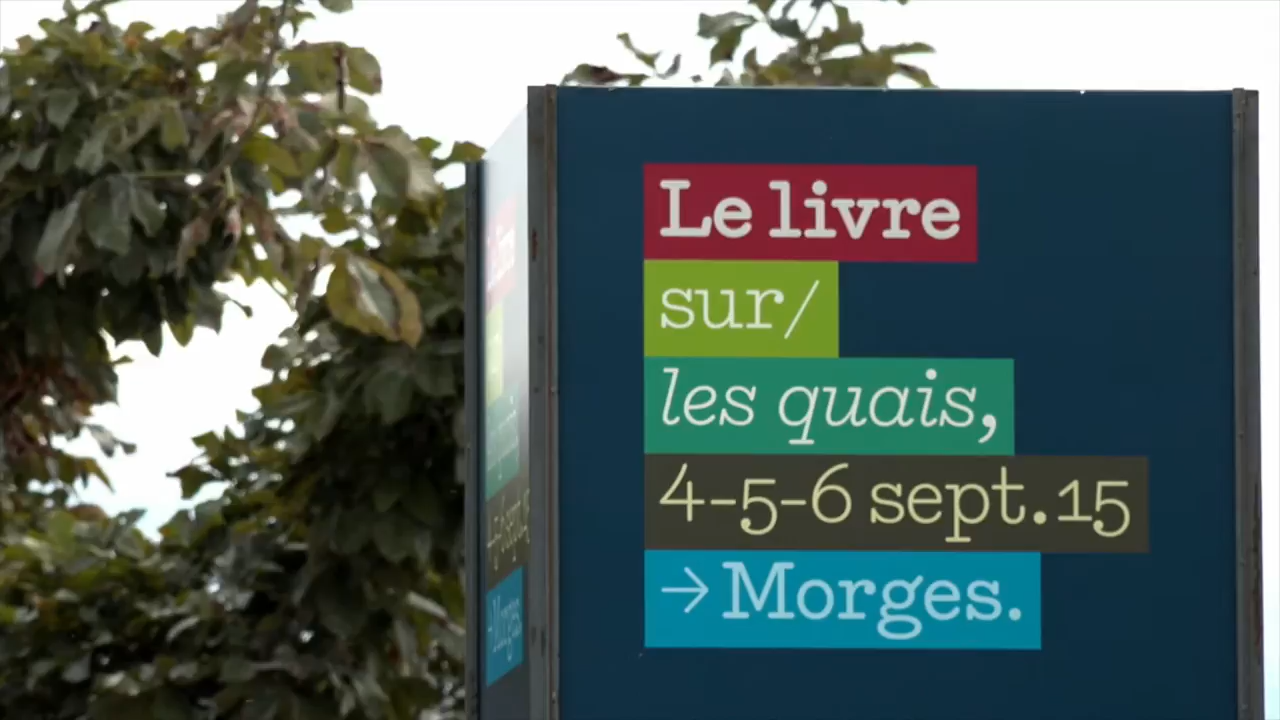 Le livre
sur/
les quais,
4-5-6 sept.15
→ Morges.